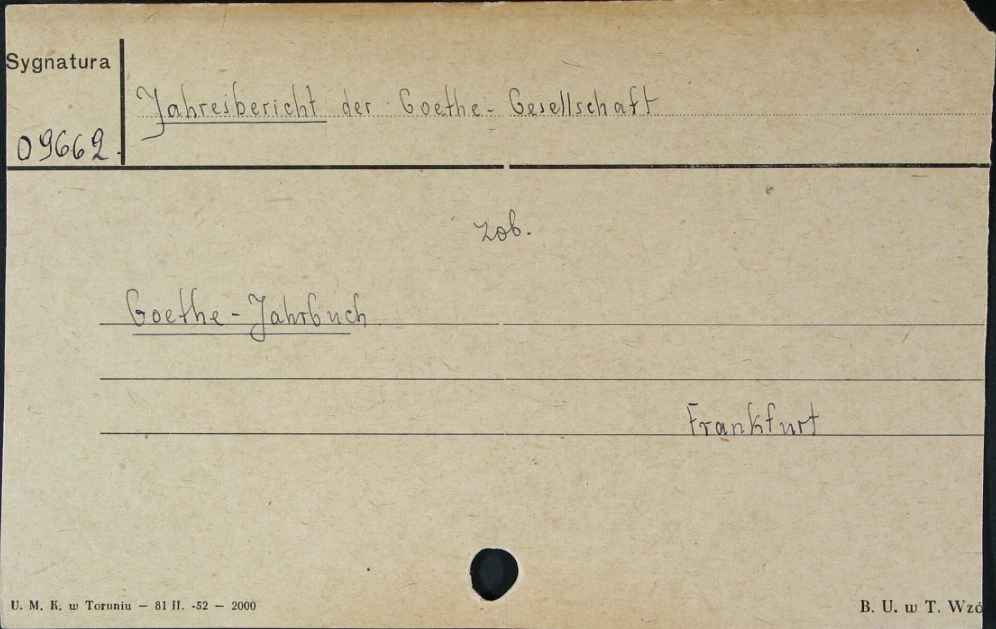 Sygnatura
Jahresbericht der Goethe-Gesellschaft
09662.
zob.
Goethe-Jahrbuch
Frankfurt
U. M. K. w Toruniu — 81 II. -52 — 2000
B. U. w T. Wzó